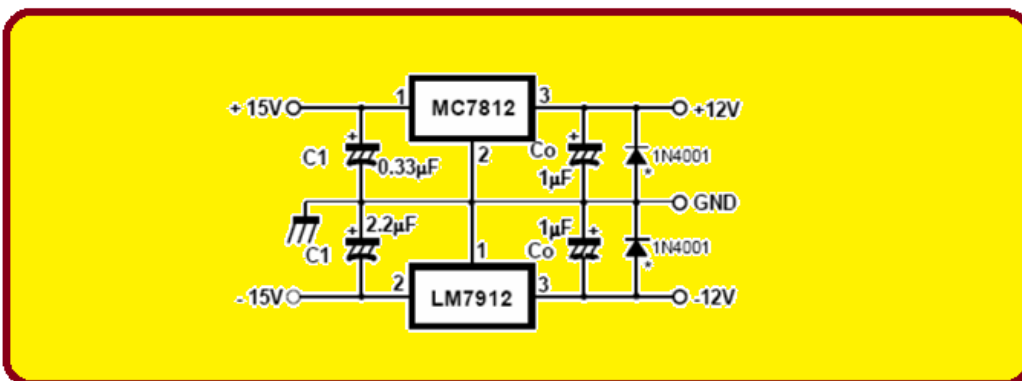 + 15V
1
MC7812
3
+12V
C1
+
0.33µF
2
Co
+
1µF
1N4001
*
GND
+
2.2µF
C1
1
1µF
+
Co
1N4001
*
- 15V
2
LM7912
3
-12V